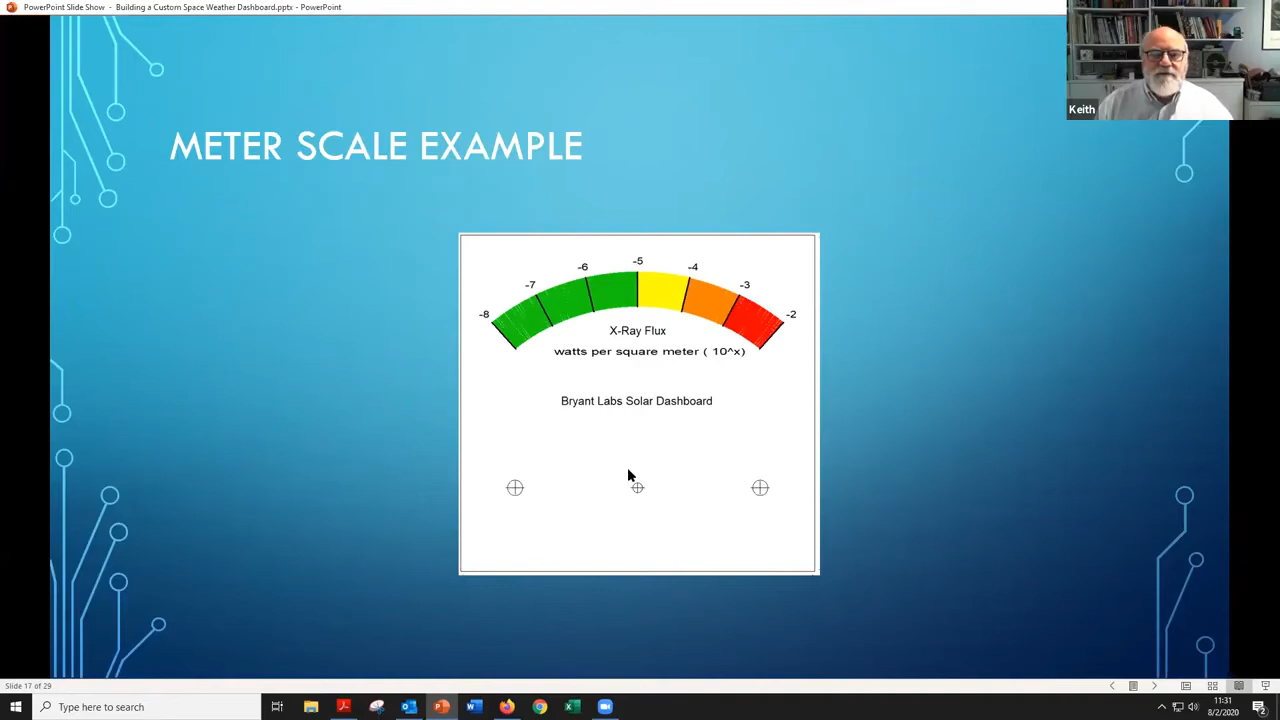 PowerPoint Slide Show - Building a Custom Space Weather Dashboard.pptx - PowerPoint
Keith
METER SCALE EXAMPLE
-8
-7
-6
-5
-4
-3
-2
X-Ray Flux
watts per square meter ( 10^x)
Bryant Labs Solar Dashboard
Slide 17 of 29
Type here to search
11:31
8/2/2020
2